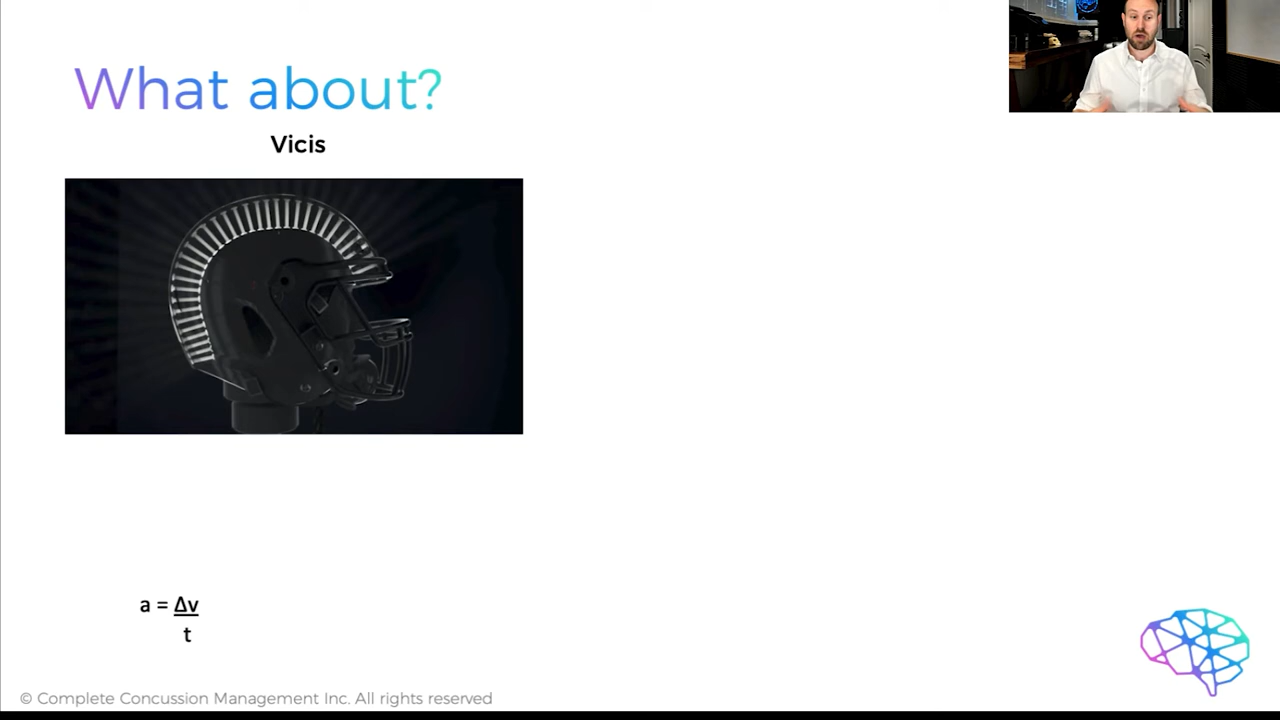 What about?
Vicis
a = Δv
t
© Complete Concussion Management Inc. All rights reserved